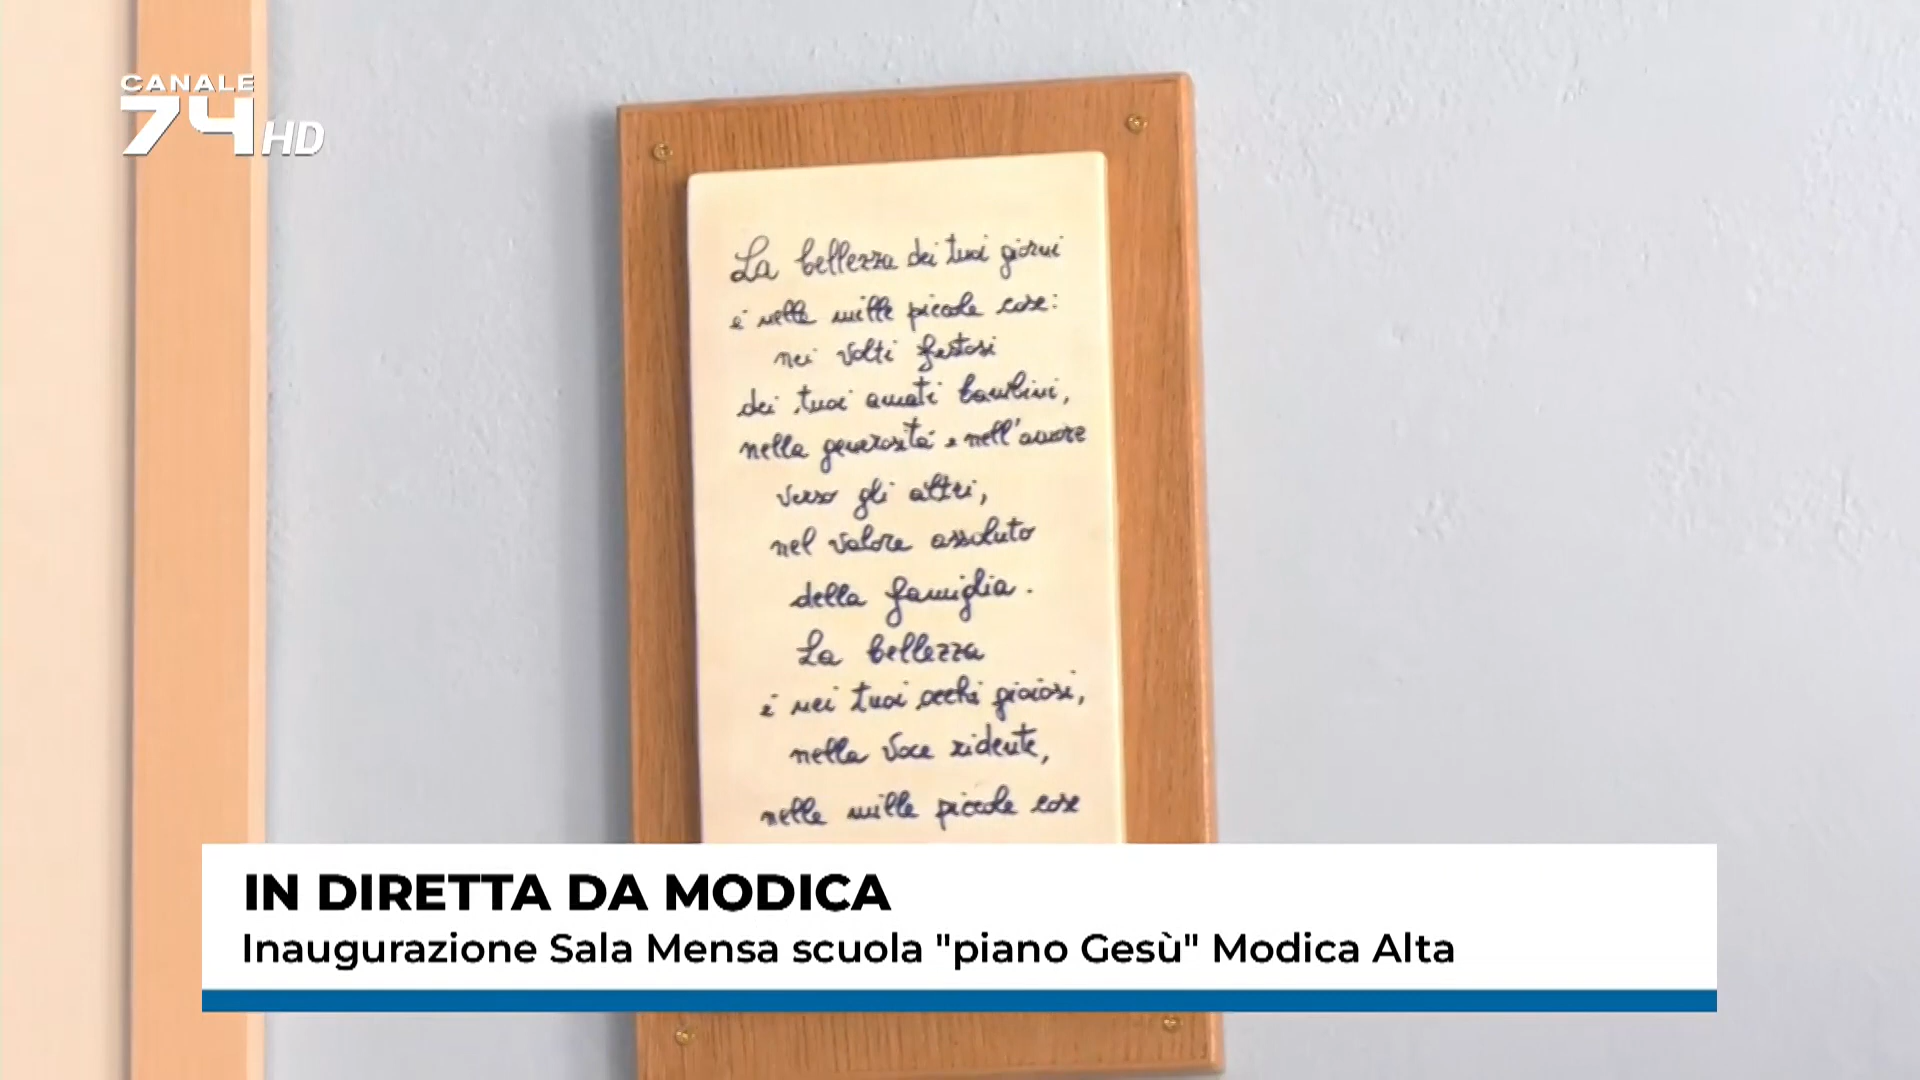 CANALE
74 HD
La bellezza dei tuoi giorni
è nelle mille piccole cose:
nei volti festosi
dei tuoi amati bambini,
nella generosità e nell'amore
verso gli altri,
nel valore assoluto
della famiglia.
La bellezza
è nei tuoi occhi gioiosi,
nella voce ridente,
nelle mille piccole cose
IN DIRETTA DA MODICA
Inaugurazione Sala Mensa scuola "piano Gesù" Modica Alta